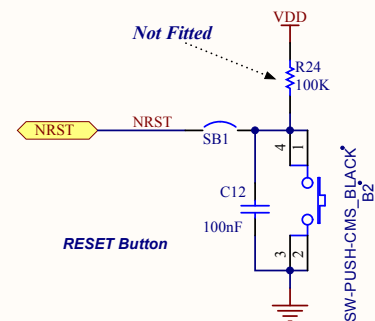 VDD
Not Fitted
R24
100K
NRST
NRST
SB1
4
1
C12
100nF
3
2
SW-PUSH-CMS_BLACK
B2
RESET Button